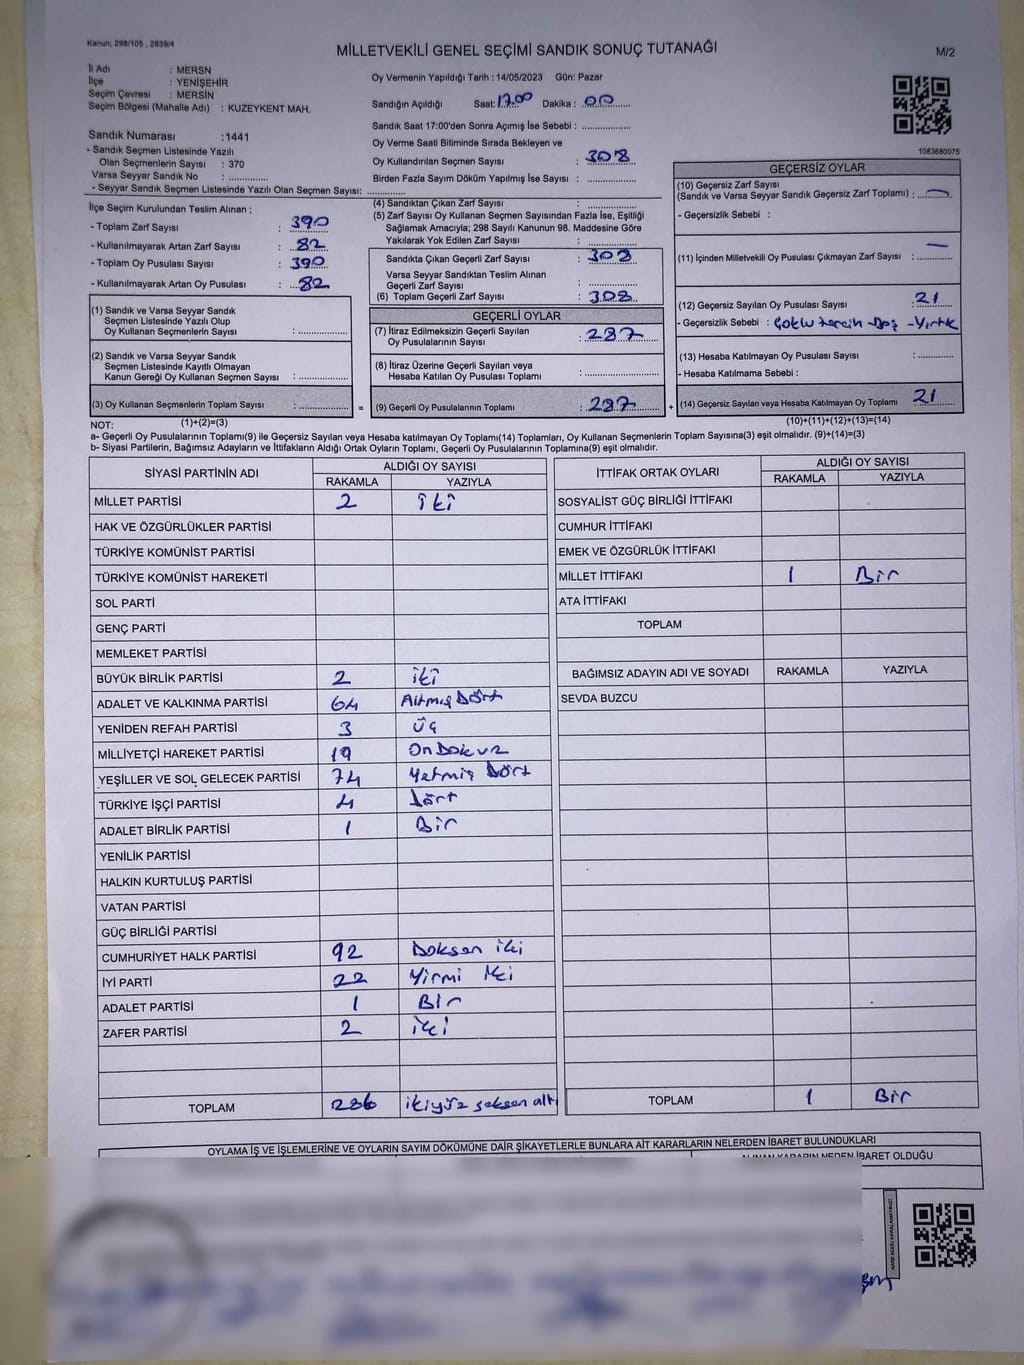 Kanun: 298/105 , 2839/4
MİLLETVEKİLİ GENEL SEÇİMİ SANDIK SONUÇ TUTANAĞI
M/2
İl Adı : MERSN
İlçe : YENİŞEHİR
Seçim Çevresi : MERSİN
Seçim Bölgesi (Mahalle Adı) : KUZEYKENT MAH.
Sandık Numarası :1441
- Sandık Seçmen Listesinde Yazılı
Olan Seçmenlerin Sayısı : 370
Varsa Seyyar Sandık No : ................
- Seyyar Sandık Seçmen Listesinde Yazılı Olan Seçmen Sayısı: ...............
İlçe Seçim Kurulundan Teslim Alınan ;
- Toplam Zarf Sayısı : 390
- Kullanılmayarak Artan Zarf Sayısı : 82
- Toplam Oy Pusulası Sayısı : 390
- Kullanılmayarak Artan Oy Pusulası : 82
(1) Sandık ve Varsa Seyyar Sandık
Seçmen Listesinde Yazılı Olup
Oy Kullanan Seçmenlerin Sayısı : ................
(2) Sandık ve Varsa Seyyar Sandık
Seçmen Listesinde Kayıtlı Olmayan
Kanun Gereği Oy Kullanan Seçmen Sayısı : ................
(3) Oy Kullanan Seçmenlerin Toplam Sayısı : ................
=
Oy Vermenin Yapıldığı Tarih : 14/05/2023 Gün: Pazar
Sandığın Açıldığı Saat: 17.00 Dakika : 00
Sandık Saat 17:00'den Sonra Açımış İse Sebebi : ................
Oy Verme Saati Bitiminde Sırada Bekleyen ve
Oy Kullandırılan Seçmen Sayısı : 308
Birden Fazla Sayım Döküm Yapılmış İse Sayısı : ................
(4) Sandıktan Çıkan Zarf Sayısı : ................
(5) Zarf Sayısı Oy Kullanan Seçmen Sayısından Fazla İse, Eşitliği
Sağlamak Amacıyla; 298 Sayılı Kanunun 98. Maddesine Göre
Yakılarak Yok Edilen Zarf Sayısı : ................
Sandıkta Çıkan Geçerli Zarf Sayısı : 308
Varsa Seyyar Sandıktan Teslim Alınan
Geçerli Zarf Sayısı : ................
(6) Toplam Geçerli Zarf Sayısı : 308
GEÇERLİ OYLAR
(7) İtiraz Edilmeksizin Geçerli Sayılan
Oy Pusulalarının Sayısı : 287
(8) İtiraz Üzerine Geçerli Sayılan veya
Hesaba Katılan Oy Pusulası Toplamı : ................
(9) Geçerli Oy Pusulalarının Toplamı : 287
+
1083680075
GEÇERSİZ OYLAR
(10) Geçersiz Zarf Sayısı
(Sandık ve Varsa Seyyar Sandık Geçersiz Zarf Toplamı) : —
- Geçersizlik Sebebi :
(11) İçinden Milletvekili Oy Pusulası Çıkmayan Zarf Sayısı : —
(12) Geçersiz Sayılan Oy Pusulası Sayısı : 21
- Geçersizlik Sebebi : Çoklu tercih - Boş - Yırtık
(13) Hesaba Katılmayan Oy Pusulası Sayısı : ................
- Hesaba Katılmama Sebebi :
(14) Geçersiz Sayılan veya Hesaba Katılmayan Oy Toplamı 21
NOT: (1)+(2)=(3)
(10)+(11)+(12)+(13)=(14)
a- Geçerli Oy Pusulalarının Toplamı(9) ile Geçersiz Sayılan veya Hesaba katılmayan Oy Toplamı(14) Toplamları, Oy Kullanan Seçmenlerin Toplam Sayısına(3) eşit olmalıdır. (9)+(14)=(3)
b- Siyasi Partilerin, Bağımsız Adayların ve İttifakların Aldığı Ortak Oyların Toplamı, Geçerli Oy Pusulalarının Toplamına(9) eşit olmalıdır.
SİYASİ PARTİNİN ADI
ALDIĞI OY SAYISI
RAKAMLA YAZIYLA
MİLLET PARTİSİ 2 iki
HAK VE ÖZGÜRLÜKLER PARTİSİ
TÜRKİYE KOMÜNİST PARTİSİ
TÜRKİYE KOMÜNİST HAREKETİ
SOL PARTİ
GENÇ PARTİ
MEMLEKET PARTİSİ
BÜYÜK BİRLİK PARTİSİ 2 iki
ADALET VE KALKINMA PARTİSİ 64 Altmış Dört
YENİDEN REFAH PARTİSİ 3 üç
MİLLİYETÇİ HAREKET PARTİSİ 19 On Dokuz
YEŞİLLER VE SOL GELECEK PARTİSİ 74 Yetmiş Dört
TÜRKİYE İŞÇİ PARTİSİ 4 Dört
ADALET BİRLİK PARTİSİ 1 Bir
YENİLİK PARTİSİ
HALKIN KURTULUŞ PARTİSİ
VATAN PARTİSİ
GÜÇ BİRLİĞİ PARTİSİ
CUMHURİYET HALK PARTİSİ 92 Doksan iki
İYİ PARTİ 22 Yirmi iki
ADALET PARTİSİ 1 Bir
ZAFER PARTİSİ 2 iki
TOPLAM 286 ikiyüz seksen altı
İTTİFAK ORTAK OYLARI
ALDIĞI OY SAYISI
RAKAMLA YAZIYLA
SOSYALİST GÜÇ BİRLİĞİ İTTİFAKI
CUMHUR İTTİFAKI
EMEK VE ÖZGÜRLÜK İTTİFAKI
MİLLET İTTİFAKI 1 Bir
ATA İTTİFAKI
TOPLAM
BAĞIMSIZ ADAYIN ADI VE SOYADI RAKAMLA YAZIYLA
SEVDA BUZCU
TOPLAM 1 Bir
OYLAMA İŞ VE İŞLEMLERİNE VE OYLARIN SAYIM DÖKÜMÜNE DAİR ŞİKAYETLERLE BUNLARA AİT KARARLARIN NELERDEN İBARET BULUNDUKLARI
ALINAN KARARIN NEDEN İBARET OLDUĞU